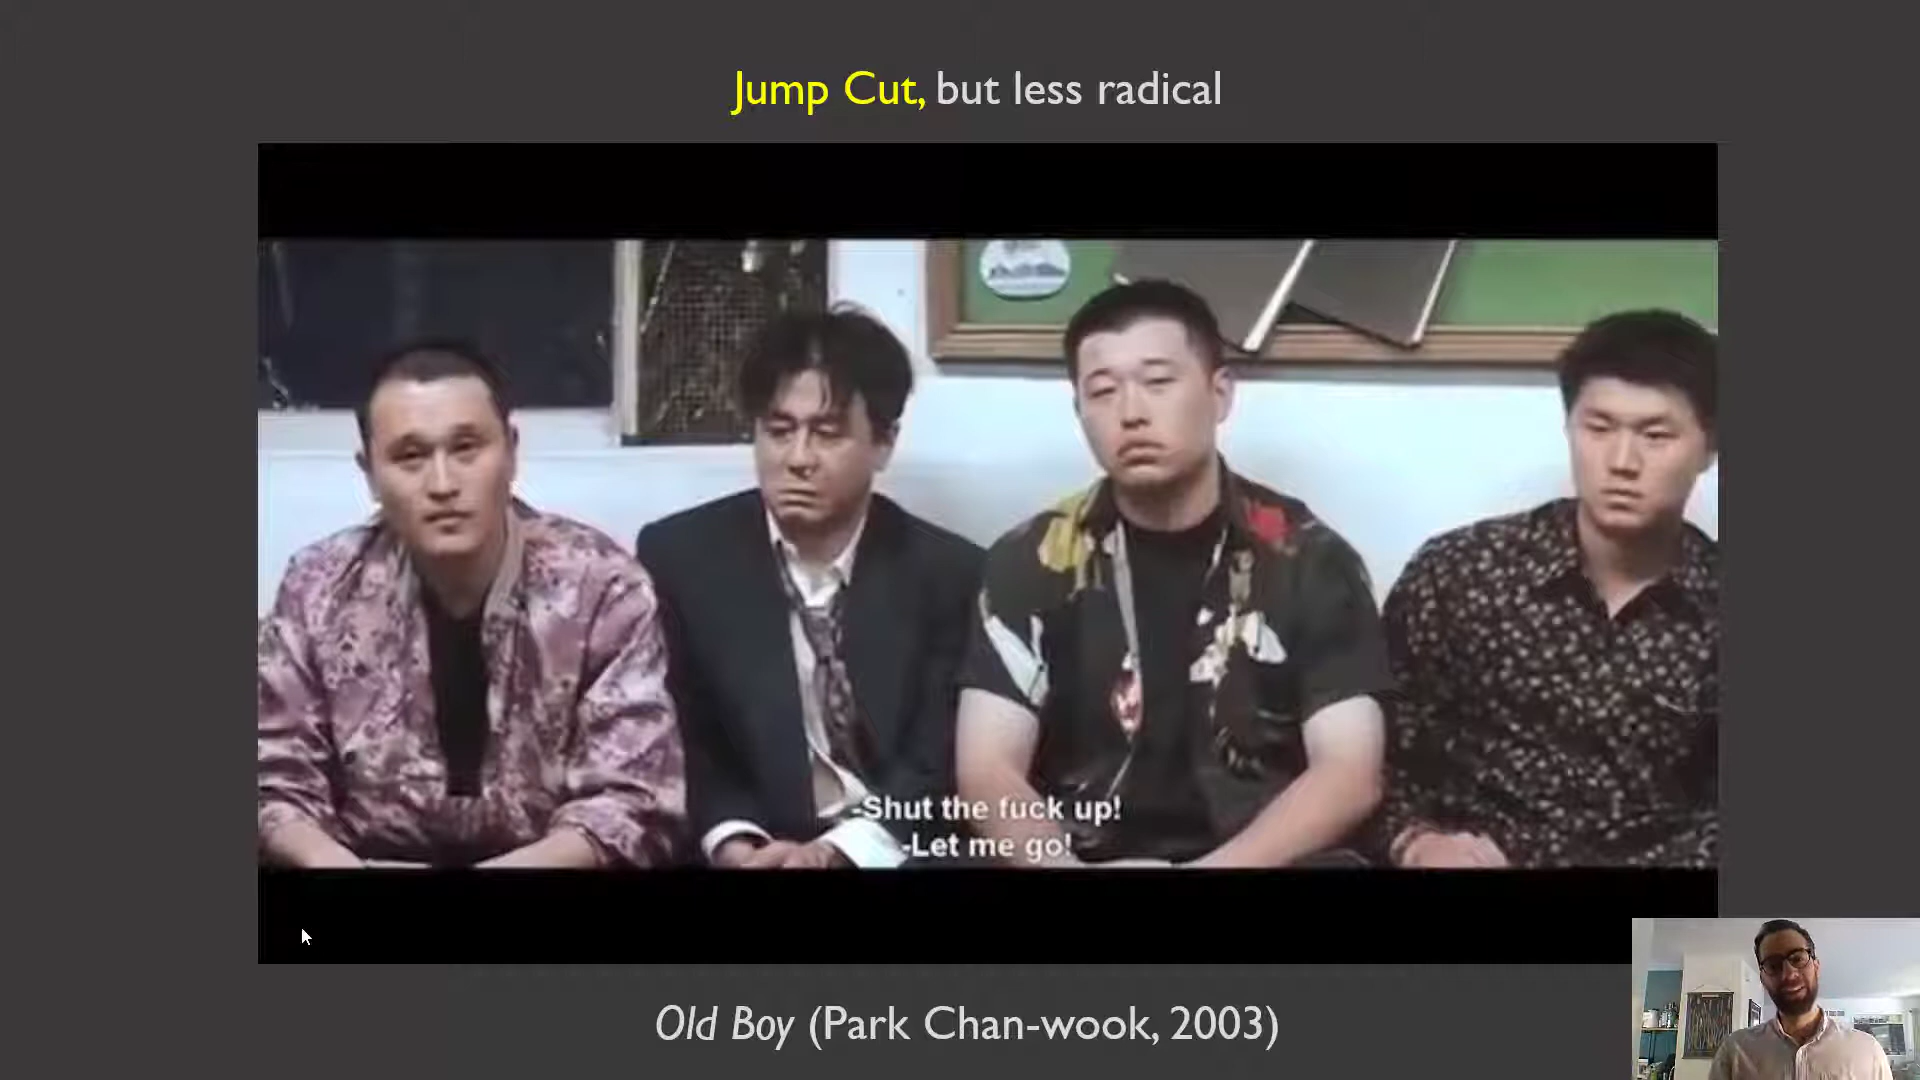 Jump Cut, but less radical
-Shut the fuck up!
-Let me go!
Old Boy (Park Chan-wook, 2003)